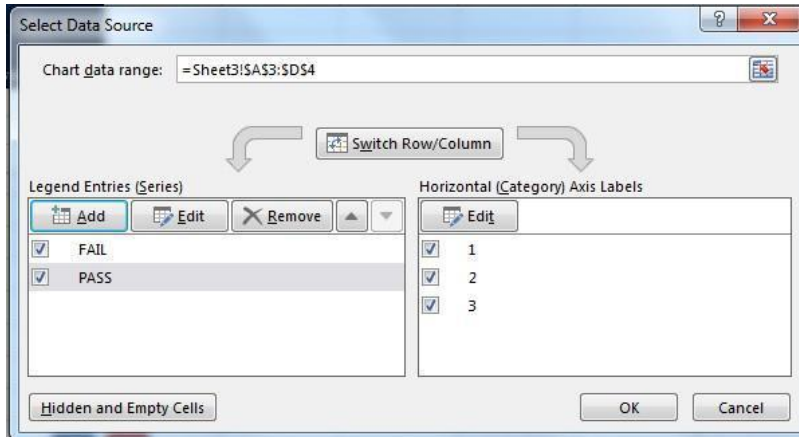 Select Data Source
Chart data range: =Sheet3!$A$3:$D$4
Switch Row/Column
Legend Entries (Series)
Add Edit Remove
FAIL
PASS
Horizontal (Category) Axis Labels
Edit
1
2
3
Hidden and Empty Cells
OK Cancel